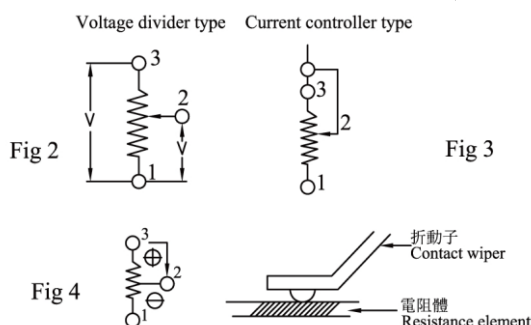 Voltage divider type
Current controller type
3
2
1
V
V
Fig 2
3
2
1
Fig 3
3
⊕
2
⊖
1
Fig 4
折動子
Contact wiper
電阻體
Resistance element